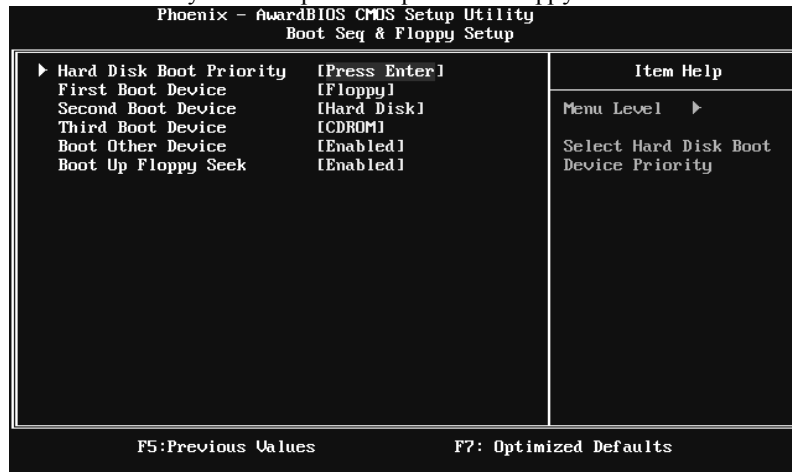 Phoenix - AwardBIOS CMOS Setup Utility
Boot Seq & Floppy Setup
Hard Disk Boot Priority [Press Enter]
First Boot Device [Floppy]
Second Boot Device [Hard Disk]
Third Boot Device [CDROM]
Boot Other Device [Enabled]
Boot Up Floppy Seek [Enabled]
Item Help
Menu Level
Select Hard Disk Boot
Device Priority
F5:Previous Values F7: Optimized Defaults